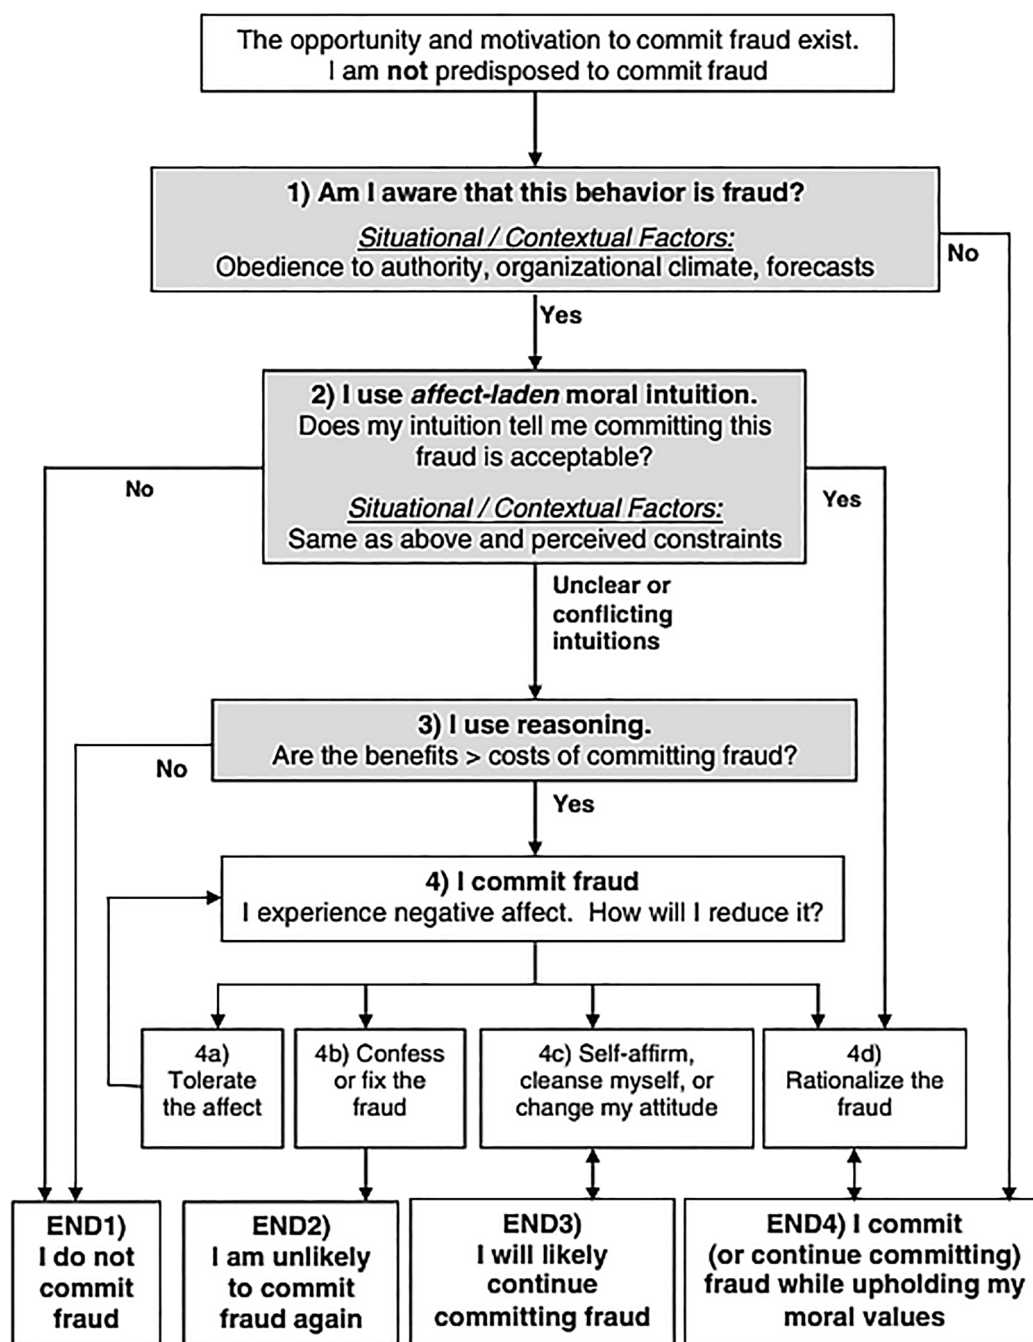 The opportunity and motivation to commit fraud exist.
I am not predisposed to commit fraud
1) Am I aware that this behavior is fraud?
Situational / Contextual Factors:
Obedience to authority, organizational climate, forecasts
No
Yes
2) I use affect-laden moral intuition.
Does my intuition tell me committing this
fraud is acceptable?
Situational / Contextual Factors:
Same as above and perceived constraints
No
Yes
Unclear or
conflicting
intuitions
3) I use reasoning.
Are the benefits > costs of committing fraud?
No
Yes
4) I commit fraud
I experience negative affect. How will I reduce it?
4a)
Tolerate
the affect
4b) Confess
or fix the
fraud
4c) Self-affirm,
cleanse myself, or
change my attitude
4d)
Rationalize the
fraud
END1)
I do not
commit
fraud
END2)
I am unlikely
to commit
fraud again
END3)
I will likely
continue
committing fraud
END4) I commit
(or continue committing)
fraud while upholding my
moral values